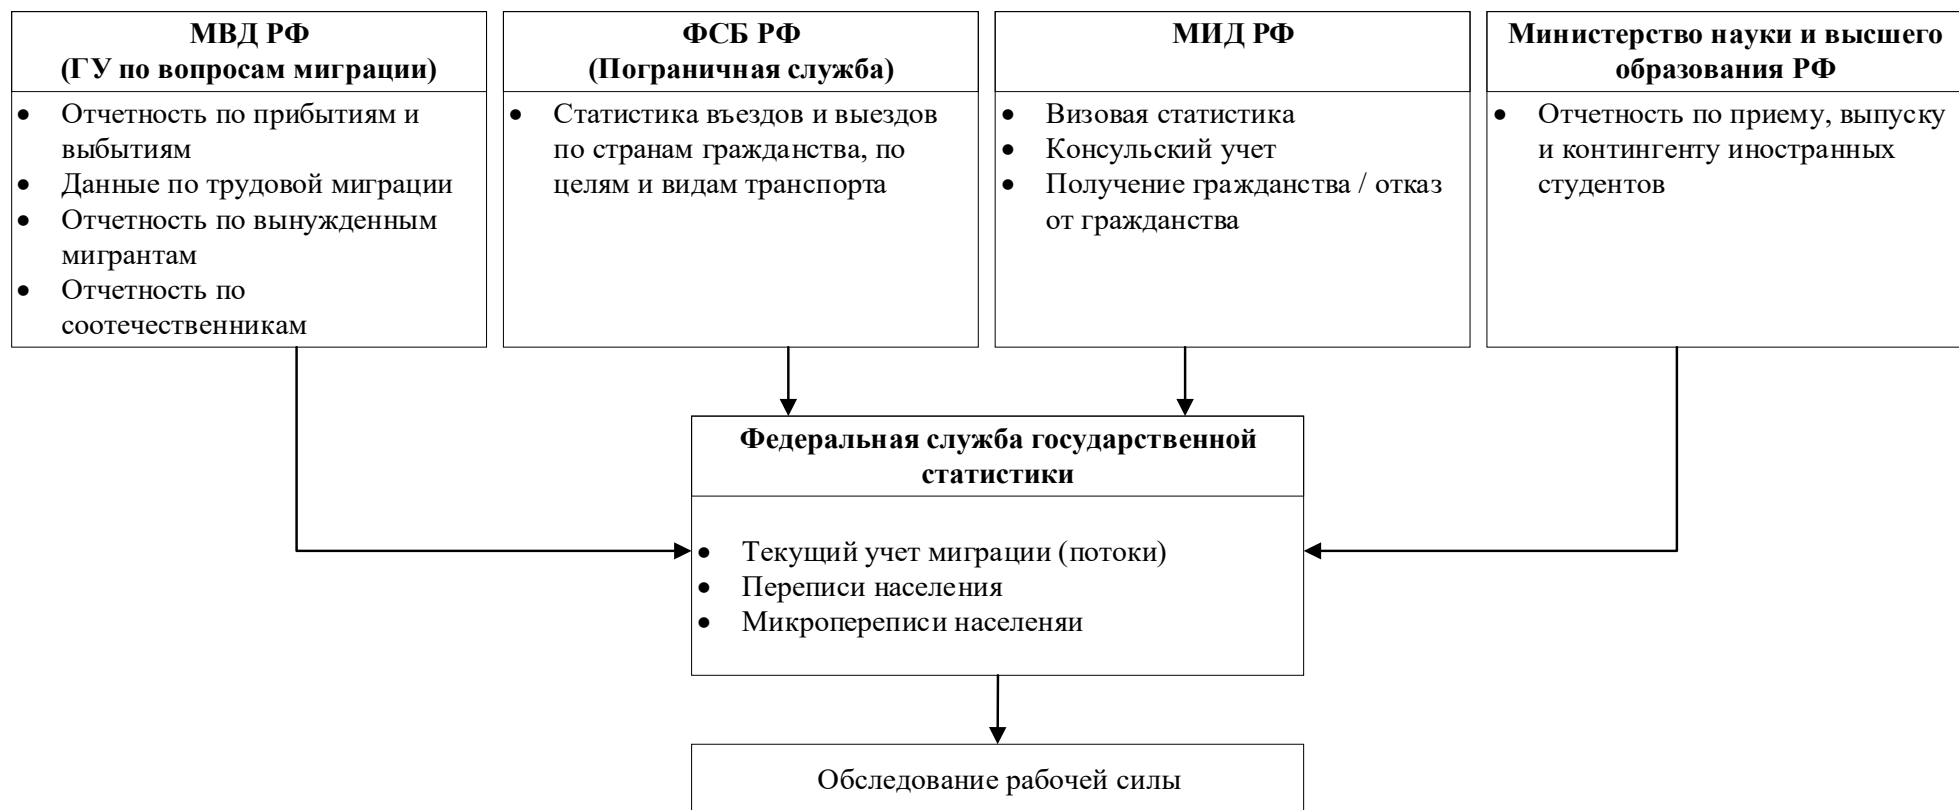 МВД РФ
(ГУ по вопросам миграции)
• Отчетность по прибытиям и
выбытиям
• Данные по трудовой миграции
• Отчетность по вынужденным
мигрантам
• Отчетность по
соотечественникам
ФСБ РФ
(Пограничная служба)
• Статистика въездов и выездов
по странам гражданства, по
целям и видам транспорта
МИД РФ
• Визовая статистика
• Консульский учет
• Получение гражданства / отказ
от гражданства
Министерство науки и высшего
образования РФ
• Отчетность по приему, выпуску
и контингенту иностранных
студентов
Федеральная служба государственной
статистики
• Текущий учет миграции (потоки)
• Переписи населения
• Микропереписи населеняи
Обследование рабочей силы